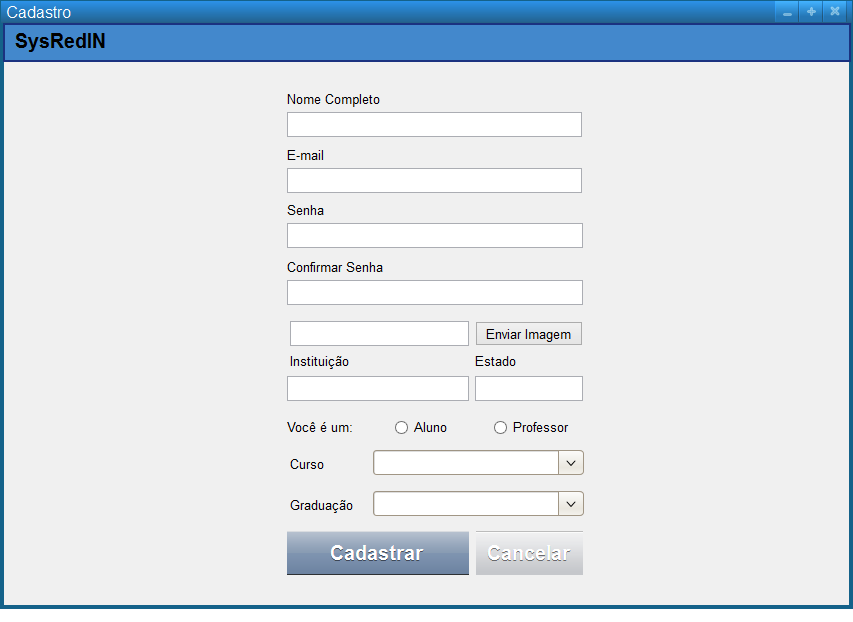 Cadastro
SysRedIN
Nome Completo
E-mail
Senha
Confirmar Senha
Enviar Imagem
Instituição Estado
Você é um: Aluno Professor
Curso
Graduação
Cadastrar Cancelar